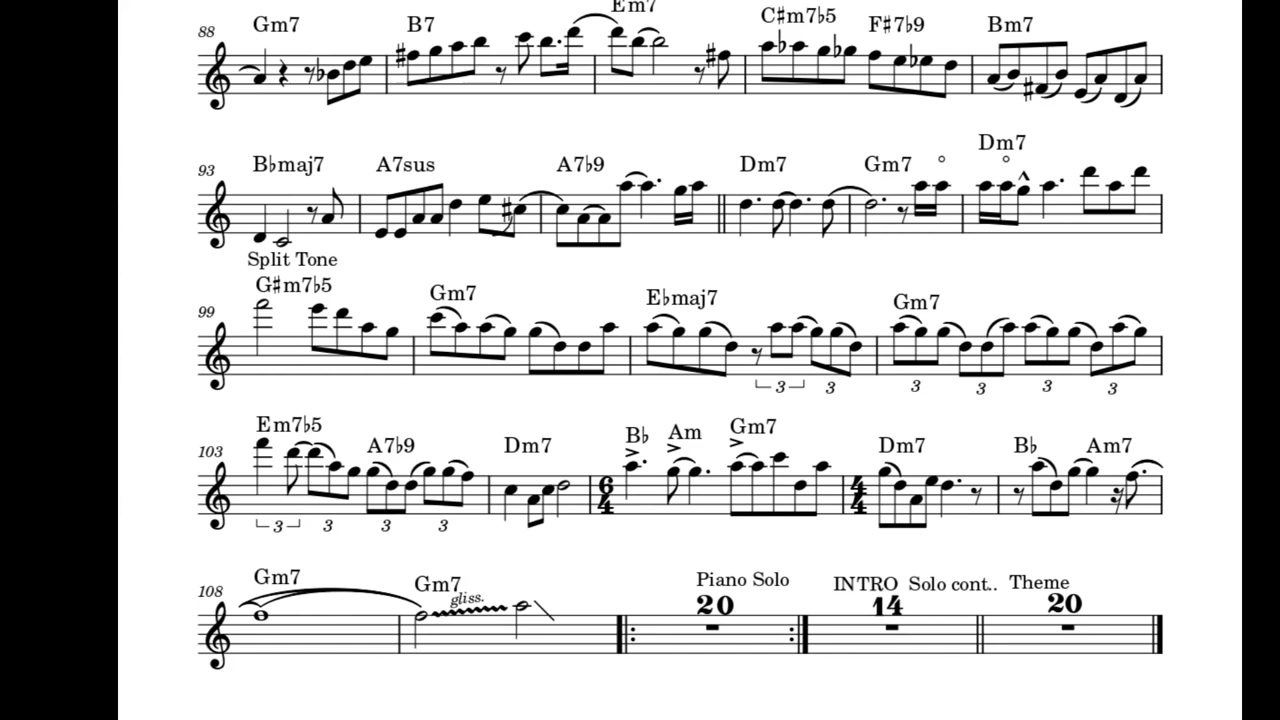 Em7
88 Gm7 B7 C♯m7♭5 F♯7♭9 Bm7
Dm7
93 B♭maj7 A7sus A7♭9 Dm7 Gm7
Split Tone
99 G♯m7♭5 Gm7 E♭maj7 Gm7
3 3 3 3 3 3
103 Em7♭5 A7♭9 Dm7 B♭ Am Gm7 Dm7 B♭ Am7
6 4 4 4
3 3 3 3
108 Gm7 Gm7 Piano Solo INTRO Solo cont.. Theme
gliss. 20 14 20